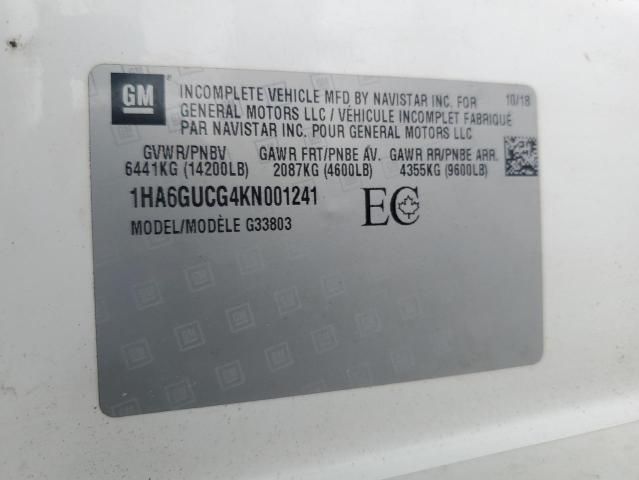 GM
INCOMPLETE VEHICLE MFD BY NAVISTAR INC. FOR 10/18
GENERAL MOTORS LLC / VÉHICULE INCOMPLET FABRIQUÉ
PAR NAVISTAR INC. POUR GENERAL MOTORS LLC
GVWR/PNBV GAWR FRT/PNBE AV. GAWR RR/PNBE ARR.
6441KG (14200LB) 2087KG (4600LB) 4355KG (9600LB)
1HA6GUCG4KN001241 EC
MODEL/MODÈLE G33803